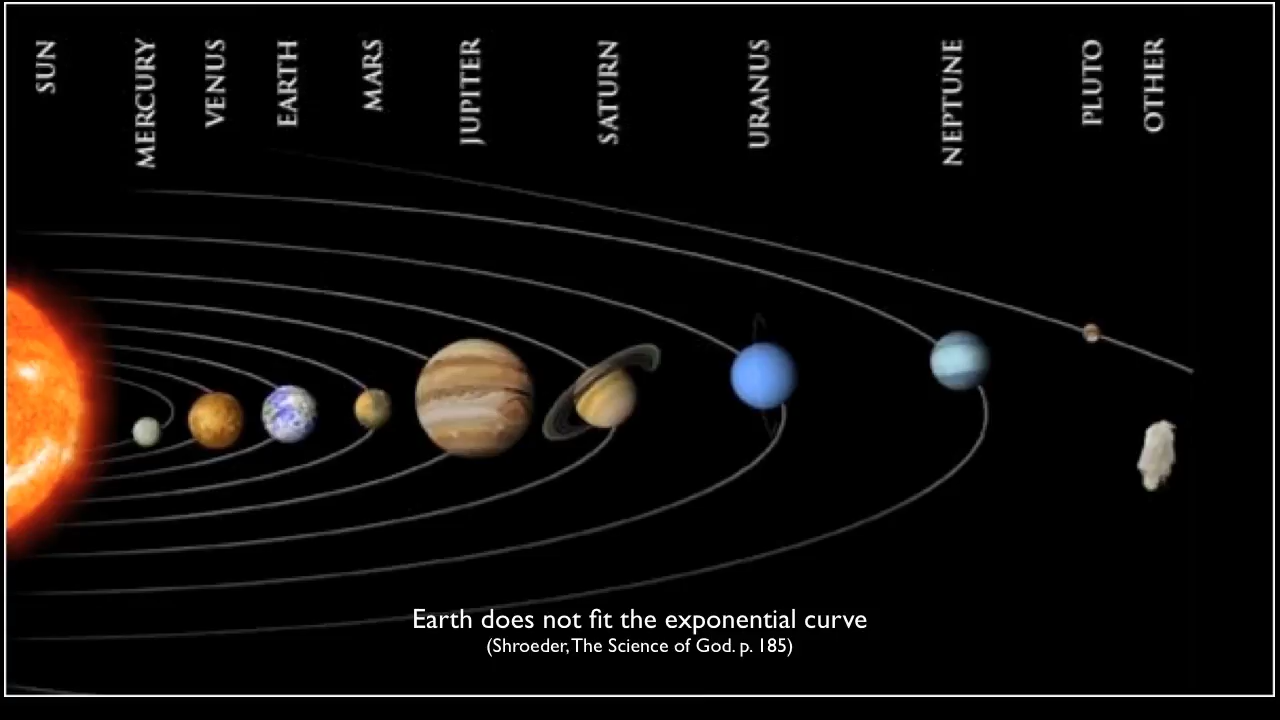 SUN
MERCURY
VENUS
EARTH
MARS
JUPITER
SATURN
URANUS
NEPTUNE
PLUTO
OTHER
Earth does not fit the exponential curve
(Shroeder, The Science of God. p. 185)